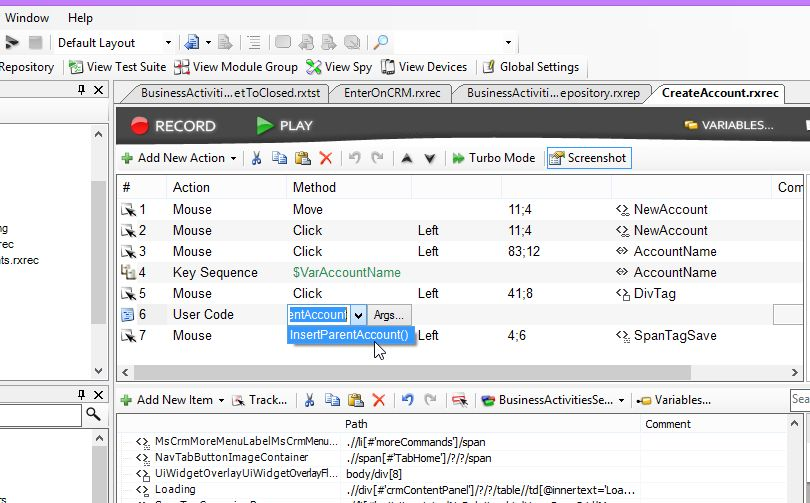 Window Help
Default Layout
Repository View Test Suite View Module Group View Spy View Devices Global Settings
BusinessActiviti...etToClosed.rxtst EnterOnCRM.rxrec BusinessActiviti...epository.rxrep CreateAccount.rxrec
RECORD PLAY VARIABLES...
Add New Action Turbo Mode Screenshot
# Action Method Com
1 Mouse Move 11;4 NewAccount
2 Mouse Click Left 11;4 NewAccount
3 Mouse Click Left 83;12 AccountName
4 Key Sequence $VarAccountName AccountName
5 Mouse Click Left 41;8 DivTag
6 User Code entAccount Args...
InsertParentAccount()
7 Mouse Left 4;6 SpanTagSave
ng
rec
ts.rxrec
Add New Item Track... BusinessActivitiesSe... Variables... Sea
Path Comment
MsCrmMoreMenuLabelMsCrmMenu... .//li[#'moreCommands']/span
NavTabButtonImageContainer .//span[#'TabHome']/?/?/span
UiWidgetOverlayUiWidgetOverlayFl... body/div[8]
Loading .//div[#'crmContentPanel']/?/?/table//td[@innertext='Loa...